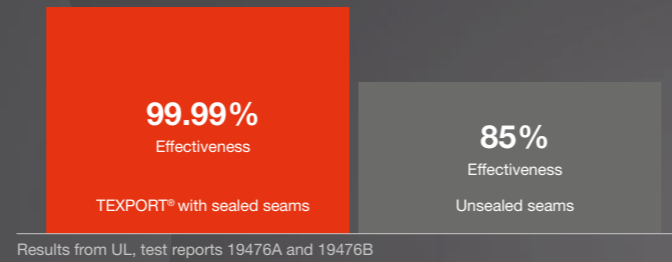 99.99%
Effectiveness
TEXPORT® with sealed seams
85%
Effectiveness
Unsealed seams
Results from UL, test reports 19476A and 19476B